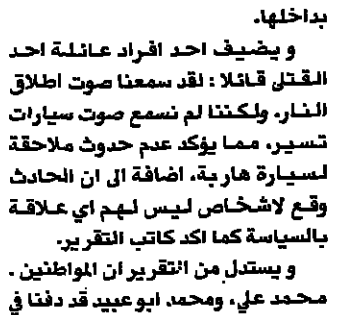 بداخلها.
و يضيف احد افراد عائلة احد
القتلى قائلا : لقد سمعنا صوت اطلاق
النار. ولكننا لم نسمع صوت سيارات
تسير. مما يؤكد عدم حدوث ملاحقة
لسيارة هاربة. اضافة الى ان الحادث
وقع لاشخاص ليس لهم اي علاقة
بالسياسة كما اكد كاتب التقرير.
و يستدل من التقرير ان المواطنين .
محمد علي، ومحمد ابو عبيد قد دفنا في